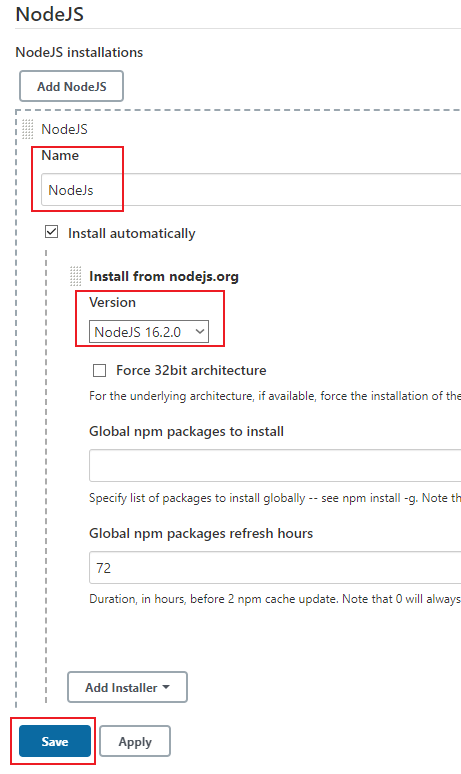 NodeJS
NodeJS installations
Add NodeJS
NodeJS
Name
NodeJs
Install automatically
Install from nodejs.org
Version
NodeJS 16.2.0
Force 32bit architecture
For the underlying architecture, if available, force the installation of the
Global npm packages to install
Specify list of packages to install globally -- see npm install -g. Note th
Global npm packages refresh hours
72
Duration, in hours, before 2 npm cache update. Note that 0 will always
Add Installer
Save
Apply